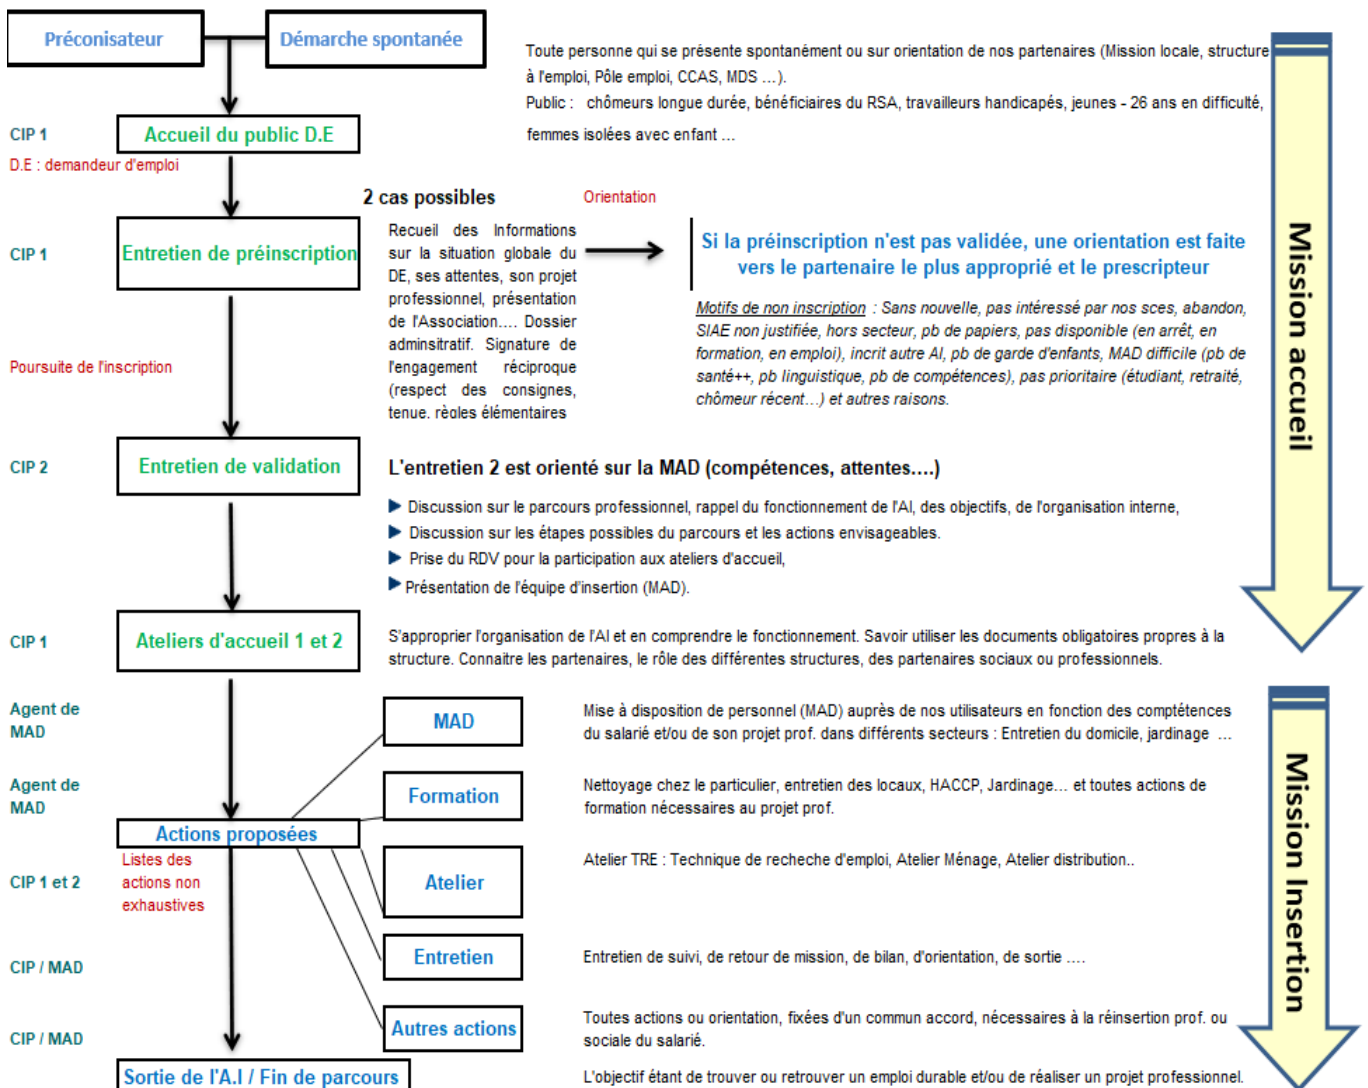 Préconisateur
Démarche spontanée
Toute personne qui se présente spontanément ou sur orientation de nos partenaires (Mission locale, structure
à l'emploi, Pôle emploi, CCAS, MDS ...).
Public : chômeurs longue durée, bénéficiaires du RSA, travailleurs handicapés, jeunes - 26 ans en difficulté,
femmes isolées avec enfant ...
CIP 1
Accueil du public D.E
D.E : demandeur d'emploi
2 cas possibles
Orientation
CIP 1
Entretien de préinscription
Recueil des Informations
sur la situation globale du
DE, ses attentes, son projet
professionnel, présentation
de l'Association.... Dossier
adminsitratif. Signature de
l'engagement réciproque
(respect des consignes,
tenue. règles élémentaires
Si la préinscription n'est pas validée, une orientation est faite
vers le partenaire le plus approprié et le prescripteur
Motifs de non inscription : Sans nouvelle, pas intéressé par nos sces, abandon,
SIAE non justifiée, hors secteur, pb de papiers, pas disponible (en arrêt, en
formation, en emploi), incrit autre AI, pb de garde d'enfants, MAD difficile (pb de
santé++, pb linguistique, pb de compétences), pas prioritaire (étudiant, retraité,
chômeur récent...) et autres raisons.
Poursuite de l'inscription
Mission accueil
CIP 2
Entretien de validation
L'entretien 2 est orienté sur la MAD (compétences, attentes....)
Discussion sur le parcours professionnel, rappel du fonctionnement de l'AI, des objectifs, de l'organisation interne,
Discussion sur les étapes possibles du parcours et les actions envisageables.
Prise du RDV pour la participation aux ateliers d'accueil,
Présentation de l'équipe d'insertion (MAD).
CIP 1
Ateliers d'accueil 1 et 2
S'approprier l'organisation de l'AI et en comprendre le fonctionnement. Savoir utiliser les documents obligatoires propres à la
structure. Connaitre les partenaires, le rôle des différentes structures, des partenaires sociaux ou professionnels.
Agent de
MAD
MAD
Mise à disposition de personnel (MAD) auprès de nos utilisateurs en fonction des comptétences
du salarié et/ou de son projet prof. dans différents secteurs : Entretien du domicile, jardinage ...
Agent de
MAD
Formation
Nettoyage chez le particulier, entretien des locaux, HACCP, Jardinage... et toutes actions de
formation nécessaires au projet prof.
Actions proposées
Listes des
actions non
exhaustives
CIP 1 et 2
Atelier
Atelier TRE : Technique de recheche d'emploi, Atelier Ménage, Atelier distribution..
Mission Insertion
CIP / MAD
Entretien
Entretien de suivi, de retour de mission, de bilan, d'orientation, de sortie ....
CIP / MAD
Autres actions
Toutes actions ou orientation, fixées d'un commun accord, nécessaires à la réinsertion prof. ou
sociale du salarié.
Sortie de l'A.I / Fin de parcours
L'objectif étant de trouver ou retrouver un emploi durable et/ou de réaliser un projet professionnel.